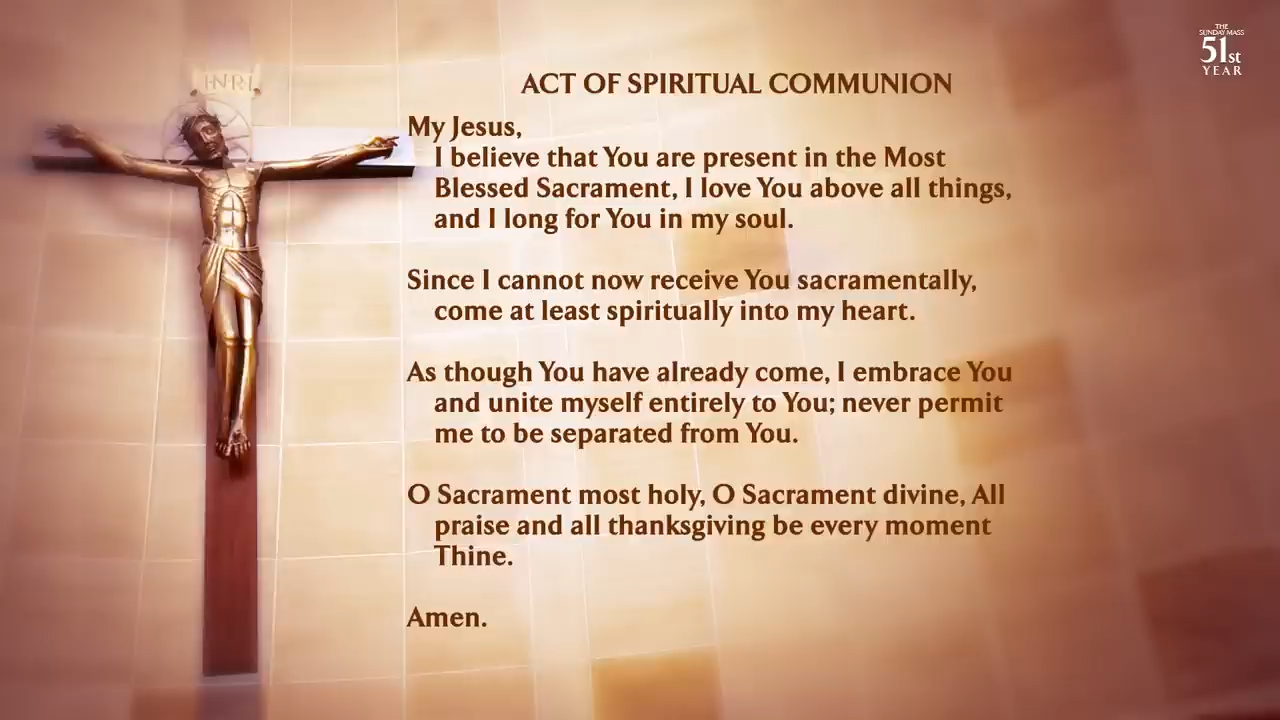 THE
SUNDAY MASS
51st
YEAR
I·N·R·I
ACT OF SPIRITUAL COMMUNION
My Jesus,
I believe that You are present in the Most
Blessed Sacrament, I love You above all things,
and I long for You in my soul.
Since I cannot now receive You sacramentally,
come at least spiritually into my heart.
As though You have already come, I embrace You
and unite myself entirely to You; never permit
me to be separated from You.
O Sacrament most holy, O Sacrament divine, All
praise and all thanksgiving be every moment
Thine.
Amen.